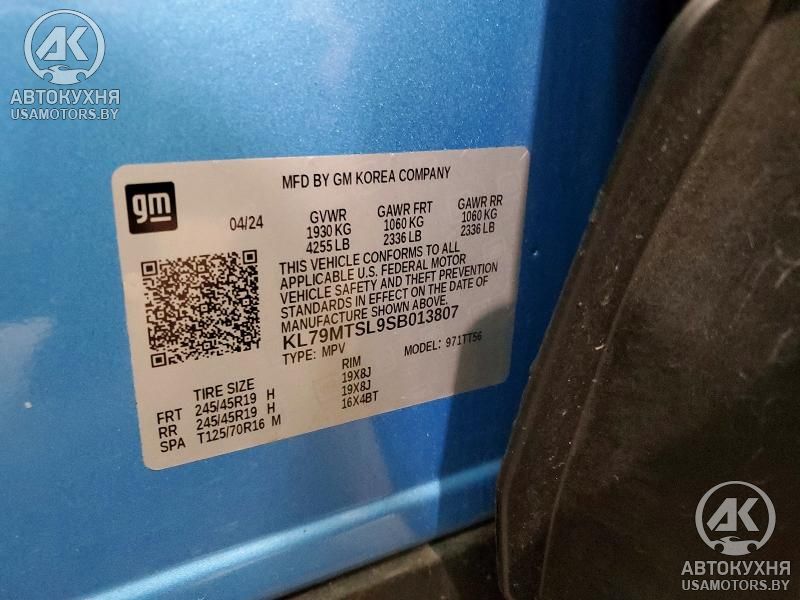 AK
АВТОКУХНЯ
USAMOTORS.BY
MFD BY GM KOREA COMPANY
gm
04/24
GVWR GAWR FRT GAWR RR
1930 KG 1060 KG 1060 KG
4255 LB 2336 LB 2336 LB
THIS VEHICLE CONFORMS TO ALL
APPLICABLE U.S. FEDERAL MOTOR
VEHICLE SAFETY AND THEFT PREVENTION
STANDARDS IN EFFECT ON THE DATE OF
MANUFACTURE SHOWN ABOVE.
KL79MTSL9SB013807
TYPE: MPV MODEL: 971TT56
TIRE SIZE RIM
FRT 245/45R19 H 19X8J
RR 245/45R19 H 19X8J
SPA T125/70R16 M 16X4BT
AK
АВТОКУХНЯ
USAMOTORS.BY